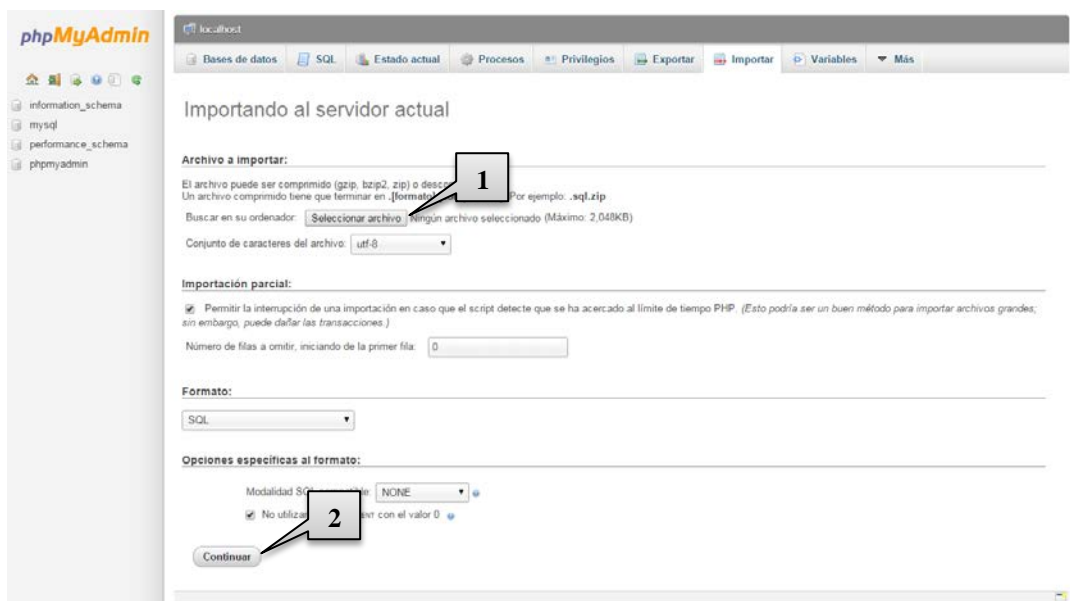 phpMyAdmin
localhost
Bases de datos SQL Estado actual Procesos Privilegios Exportar Importar Variables Más
information_schema
mysql
performance_schema
phpmyadmin
Importando al servidor actual
Archivo a importar:
El archivo puede ser comprimido (gzip, bzip2, zip) o
Un archivo comprimido tiene que terminar en .[formato] Por ejemplo: .sql.zip
1
Buscar en su ordenador: Seleccionar archivo Ningún archivo seleccionado (Máximo: 2,048KB)
Conjunto de caracteres del archivo: utf-8
Importación parcial:
Permitir la interrupción de una importación en caso que el script detecte que se ha acercado al límite de tiempo PHP. (Esto podría ser un buen método para importar archivos grandes;
sin embargo, puede dañar las transacciones.)
Número de filas a omitir, iniciando de la primer fila: 0
Formato:
SQL
Opciones específicas al formato:
Modalidad NONE
No utilizar con el valor 0
2
Continuar